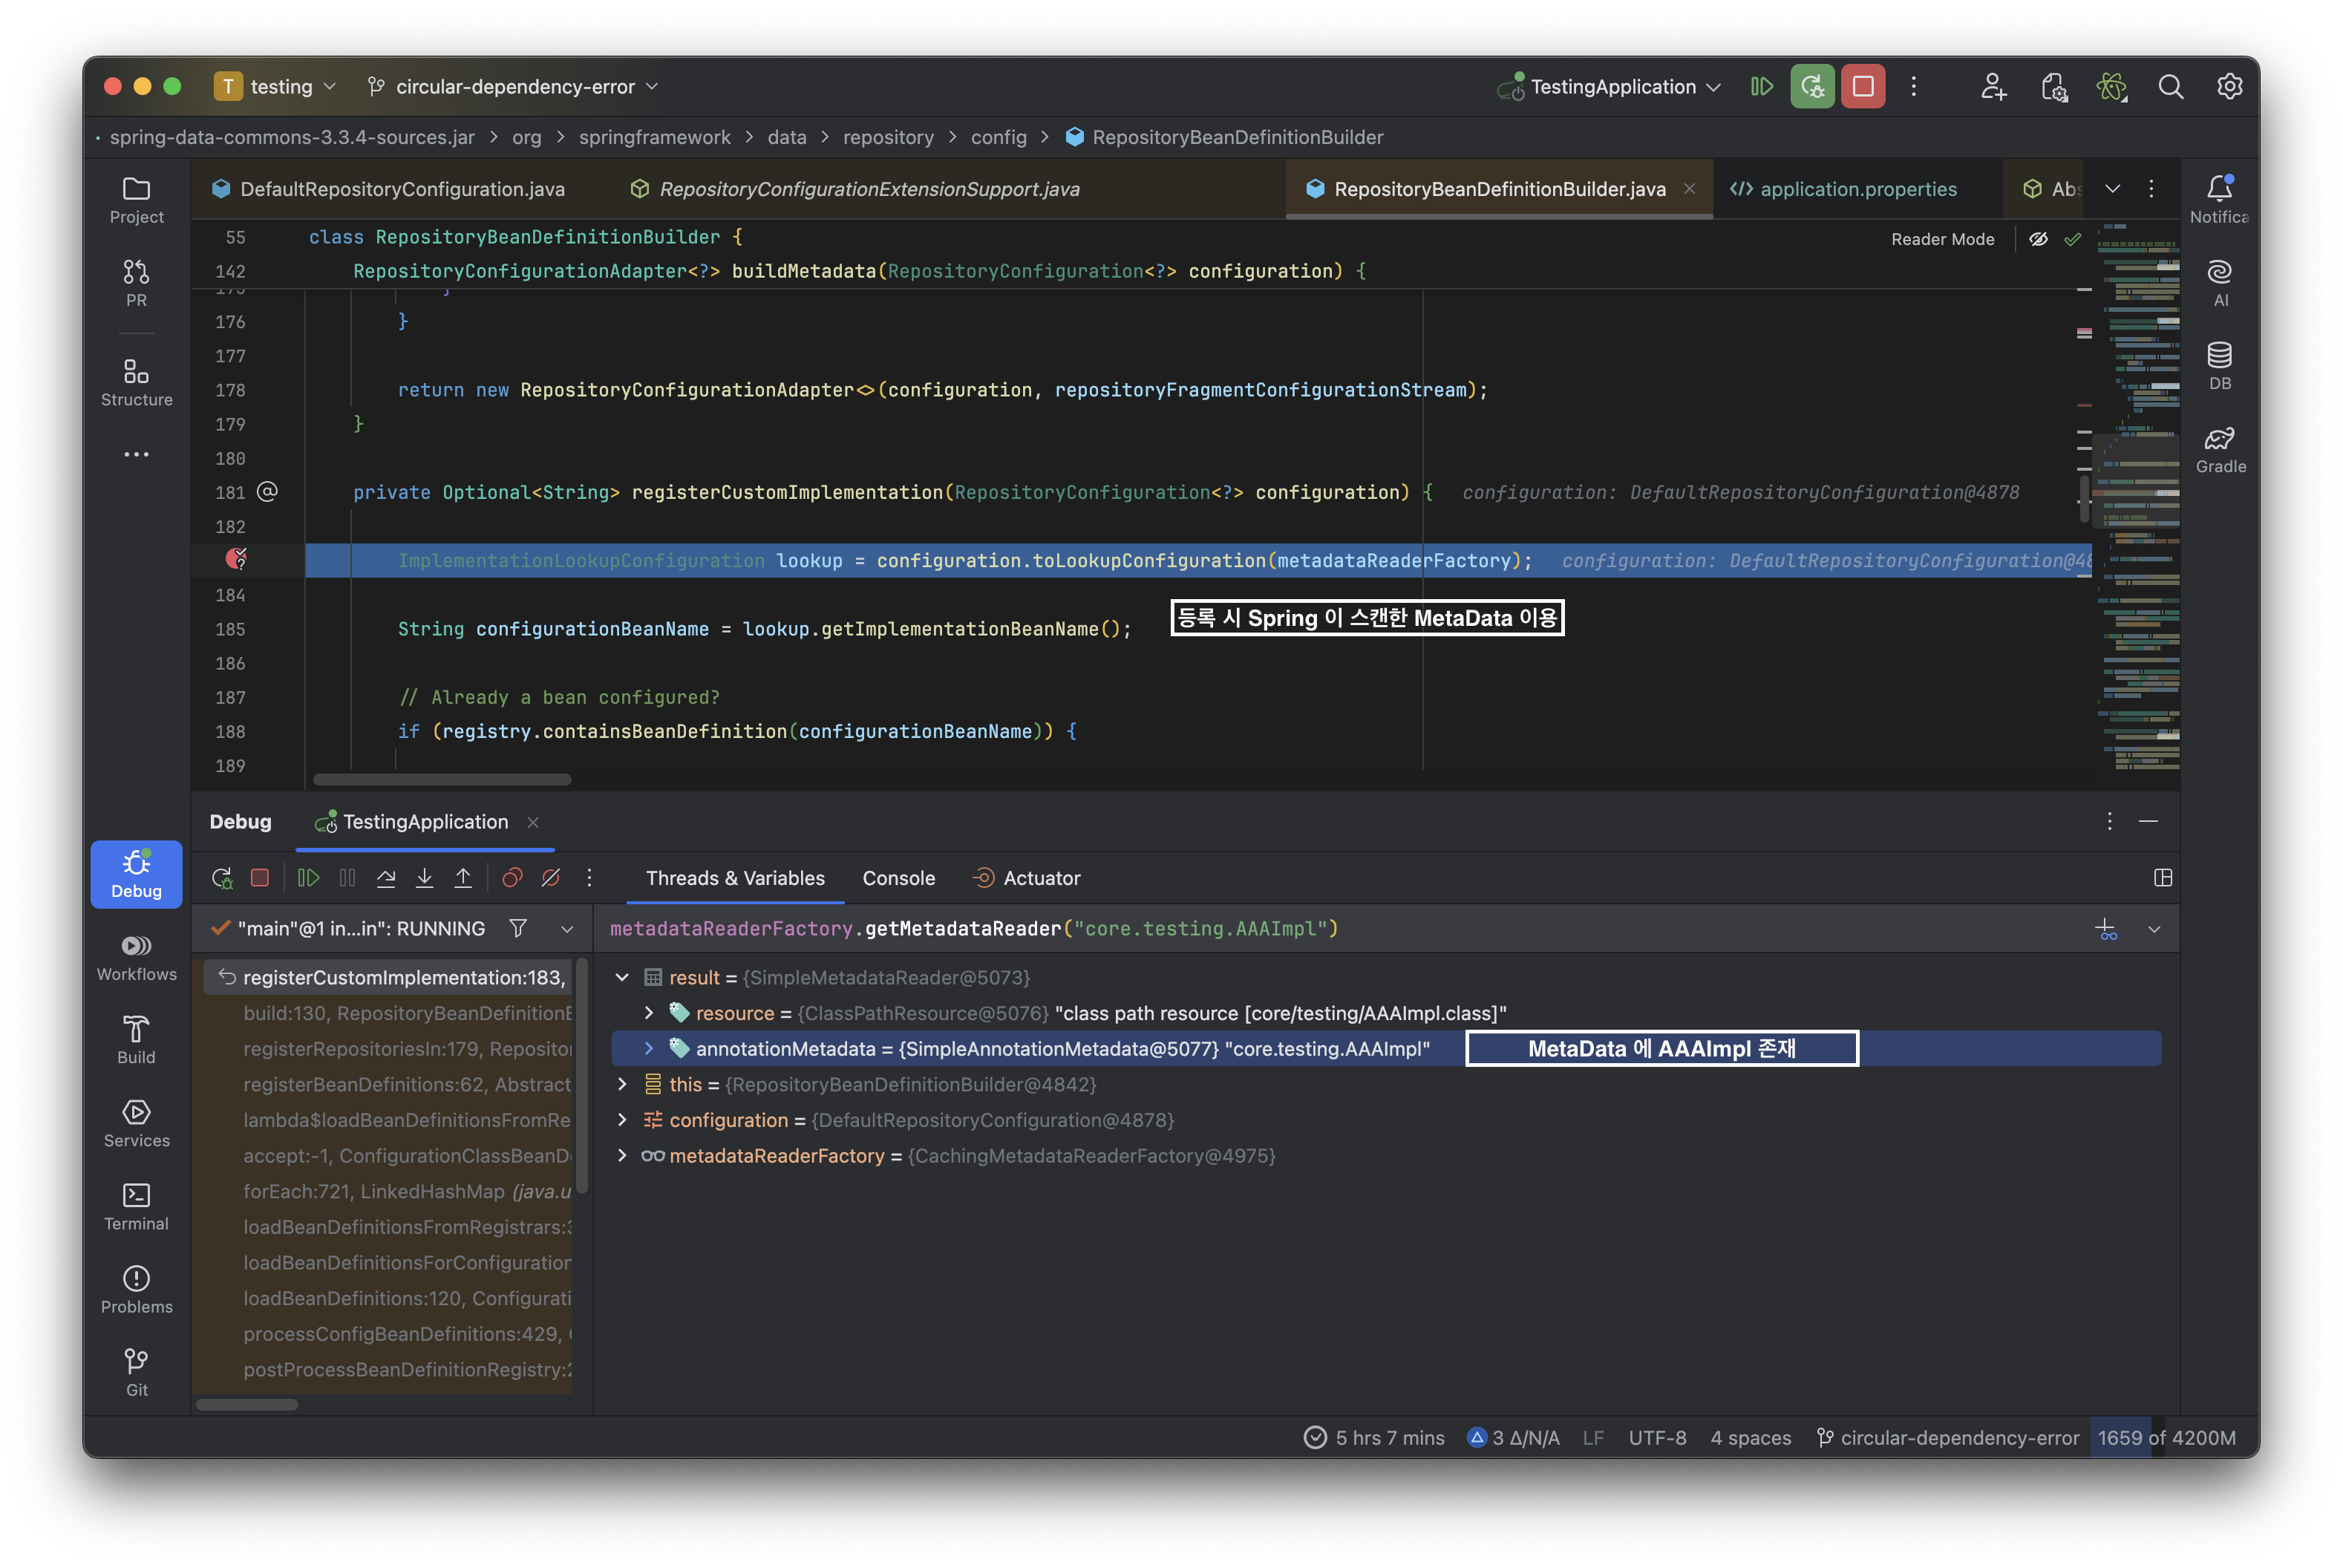 T testing circular-dependency-error TestingApplication
spring-data-commons-3.3.4-sources.jar > org > springframework > data > repository > config > RepositoryBeanDefinitionBuilder
Project
PR
Structure
DefaultRepositoryConfiguration.java RepositoryConfigurationExtensionSupport.java RepositoryBeanDefinitionBuilder.java </> application.properties Abs
Reader Mode
55 class RepositoryBeanDefinitionBuilder {
142 RepositoryConfigurationAdapter<?> buildMetadata(RepositoryConfiguration<?> configuration) {
176 }
177
178 return new RepositoryConfigurationAdapter<>(configuration, repositoryFragmentConfigurationStream);
179 }
180
181 @ private Optional<String> registerCustomImplementation(RepositoryConfiguration<?> configuration) { configuration: DefaultRepositoryConfiguration@4878
182
ImplementationLookupConfiguration lookup = configuration.toLookupConfiguration(metadataReaderFactory); configuration: DefaultRepositoryConfiguration@48
184
등록 시 Spring 이 스캔한 MetaData 이용
185 String configurationBeanName = lookup.getImplementationBeanName();
186
187 // Already a bean configured?
188 if (registry.containsBeanDefinition(configurationBeanName)) {
189
Notifica
AI
DB
Gradle
Debug TestingApplication
Threads & Variables Console Actuator
"main"@1 in...in": RUNNING
registerCustomImplementation:183,
build:130, RepositoryBeanDefinitionB
registerRepositoriesIn:179, Repositor
registerBeanDefinitions:62, Abstract
lambda$loadBeanDefinitionsFromRe
accept:-1, ConfigurationClassBeanDe
forEach:721, LinkedHashMap (java.u
loadBeanDefinitionsFromRegistrars:3
loadBeanDefinitionsForConfiguration
loadBeanDefinitions:120, Configurati
processConfigBeanDefinitions:429,
postProcessBeanDefinitionRegistry:2
metadataReaderFactory.getMetadataReader("core.testing.AAAImpl")
result = {SimpleMetadataReader@5073}
resource = {ClassPathResource@5076} "class path resource [core/testing/AAAImpl.class]"
annotationMetadata = {SimpleAnnotationMetadata@5077} "core.testing.AAAImpl" MetaData 에 AAAImpl 존재
this = {RepositoryBeanDefinitionBuilder@4842}
configuration = {DefaultRepositoryConfiguration@4878}
metadataReaderFactory = {CachingMetadataReaderFactory@4975}
Debug
Workflows
Build
Services
Terminal
Problems
Git
5 hrs 7 mins 3 Δ/N/A LF UTF-8 4 spaces circular-dependency-error 1659 of 4200M